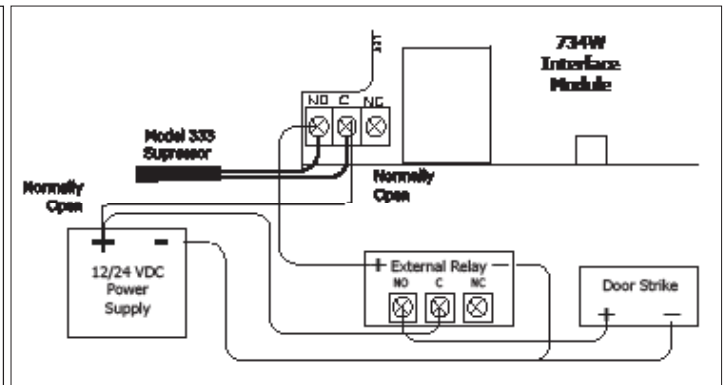 734W
Interface
Module
NO C NC
Model 333
Supressor
Normally
Open
Normally
Open
+ -
12/24 VDC
Power
Supply
+ External Relay -
NO C NC
Door Strike
+ -